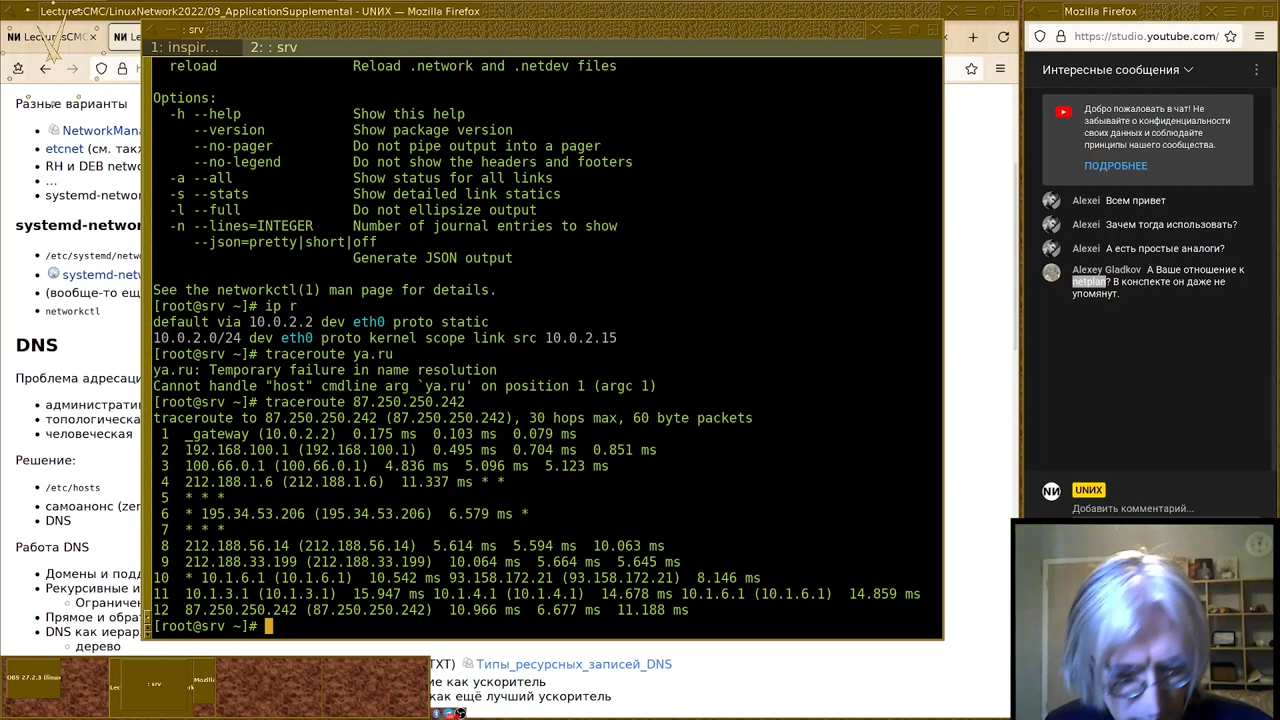 LecturesCMC/LinuxNetwork2022/09_ApplicationSupplemental - UNИX — Mozilla Firefox
Mozilla Firefox
: srv
LecturesCM
1: inspir...
2: : srv
https://studio.youtube.com/
reload Reload .network and .netdev files
Options:
-h --help Show this help
--version Show package version
--no-pager Do not pipe output into a pager
--no-legend Do not show the headers and footers
-a --all Show status for all links
-s --stats Show detailed link statics
-l --full Do not ellipsize output
-n --lines=INTEGER Number of journal entries to show
--json=pretty|short|off
Generate JSON output
See the networkctl(1) man page for details.
[root@srv ~]# ip r
default via 10.0.2.2 dev eth0 proto static
10.0.2.0/24 dev eth0 proto kernel scope link src 10.0.2.15
[root@srv ~]# traceroute ya.ru
ya.ru: Temporary failure in name resolution
Cannot handle "host" cmdline arg `ya.ru' on position 1 (argc 1)
[root@srv ~]# traceroute 87.250.250.242
traceroute to 87.250.250.242 (87.250.250.242), 30 hops max, 60 byte packets
1 _gateway (10.0.2.2) 0.175 ms 0.103 ms 0.079 ms
2 192.168.100.1 (192.168.100.1) 0.495 ms 0.704 ms 0.851 ms
3 100.66.0.1 (100.66.0.1) 4.836 ms 5.096 ms 5.123 ms
4 212.188.1.6 (212.188.1.6) 11.337 ms * *
5 * * *
6 * 195.34.53.206 (195.34.53.206) 6.579 ms *
7 * * *
8 212.188.56.14 (212.188.56.14) 5.614 ms 5.594 ms 10.063 ms
9 212.188.33.199 (212.188.33.199) 10.064 ms 5.664 ms 5.645 ms
10 * 10.1.6.1 (10.1.6.1) 10.542 ms 93.158.172.21 (93.158.172.21) 8.146 ms
11 10.1.3.1 (10.1.3.1) 15.947 ms 10.1.4.1 (10.1.4.1) 14.678 ms 10.1.6.1 (10.1.6.1) 14.859 ms
12 87.250.250.242 (87.250.250.242) 10.966 ms 6.677 ms 11.188 ms
[root@srv ~]#
Разные варианты
NetworkMana
etcnet (см. такж
RH и DEB netwo
...
systemd-networ
systemd-netwo
/etc/systemd/netw
systemd-netw
(вообще-то ещ
networkctl
DNS
Проблема адресаци
административ
топологическа
человеческая
Решение:
/etc/hosts
самоанонс (zer
DNS
Работа DNS
Домены и подд
Рекурсивные и
Ограничен
Прямое и обра
DNS как иерар
дерево
TXT) Типы_ресурсных_записей_DNS
ие как ускоритель
как ещё лучший ускоритель
OBS 27.2.3 (linux
: srv
Mozill
Интересные сообщения
Добро пожаловать в чат! Не
забывайте о конфиденциальности
своих данных и соблюдайте
принципы нашего сообщества.
ПОДРОБНЕЕ
Alexei Всем привет
Alexei Зачем тогда использовать?
Alexei А есть простые аналоги?
Alexey Gladkov А Ваше отношение к
netplan? В конспекте он даже не
упомянут.
NИ UNИX
Добавить комментарий...